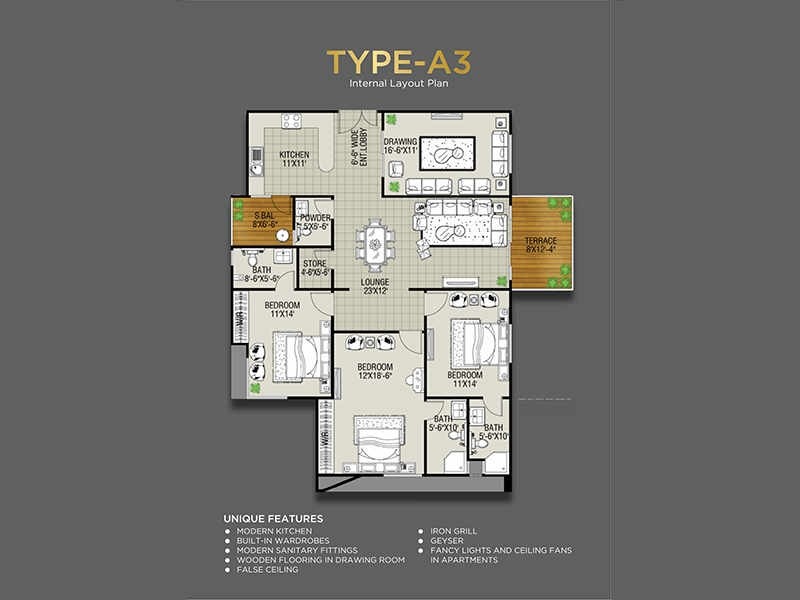 TYPE-A3
Internal Layout Plan
KITCHEN
11'X11'
6'-6" WIDE
ENT.LOBBY
DRAWING
16'-6"X11'
S.BAL
8'X6'-6"
POWDER
5'X6'-6"
TERRACE
8'X12'-4"
BATH
8'-6"X5'-6"
STORE
4'-6"X5'-6"
LOUNGE
23'X12'
BEDROOM
11'X14'
W/R
BEDROOM
12'X18'-6"
BEDROOM
11'X14'
W/R
BATH
5'-6"X10'
BATH
5'-6"X10'
UNIQUE FEATURES
MODERN KITCHEN
BUILT-IN WARDROBES
MODERN SANITARY FITTINGS
WOODEN FLOORING IN DRAWING ROOM
FALSE CEILING
IRON GRILL
GEYSER
FANCY LIGHTS AND CEILING FANS
IN APARTMENTS